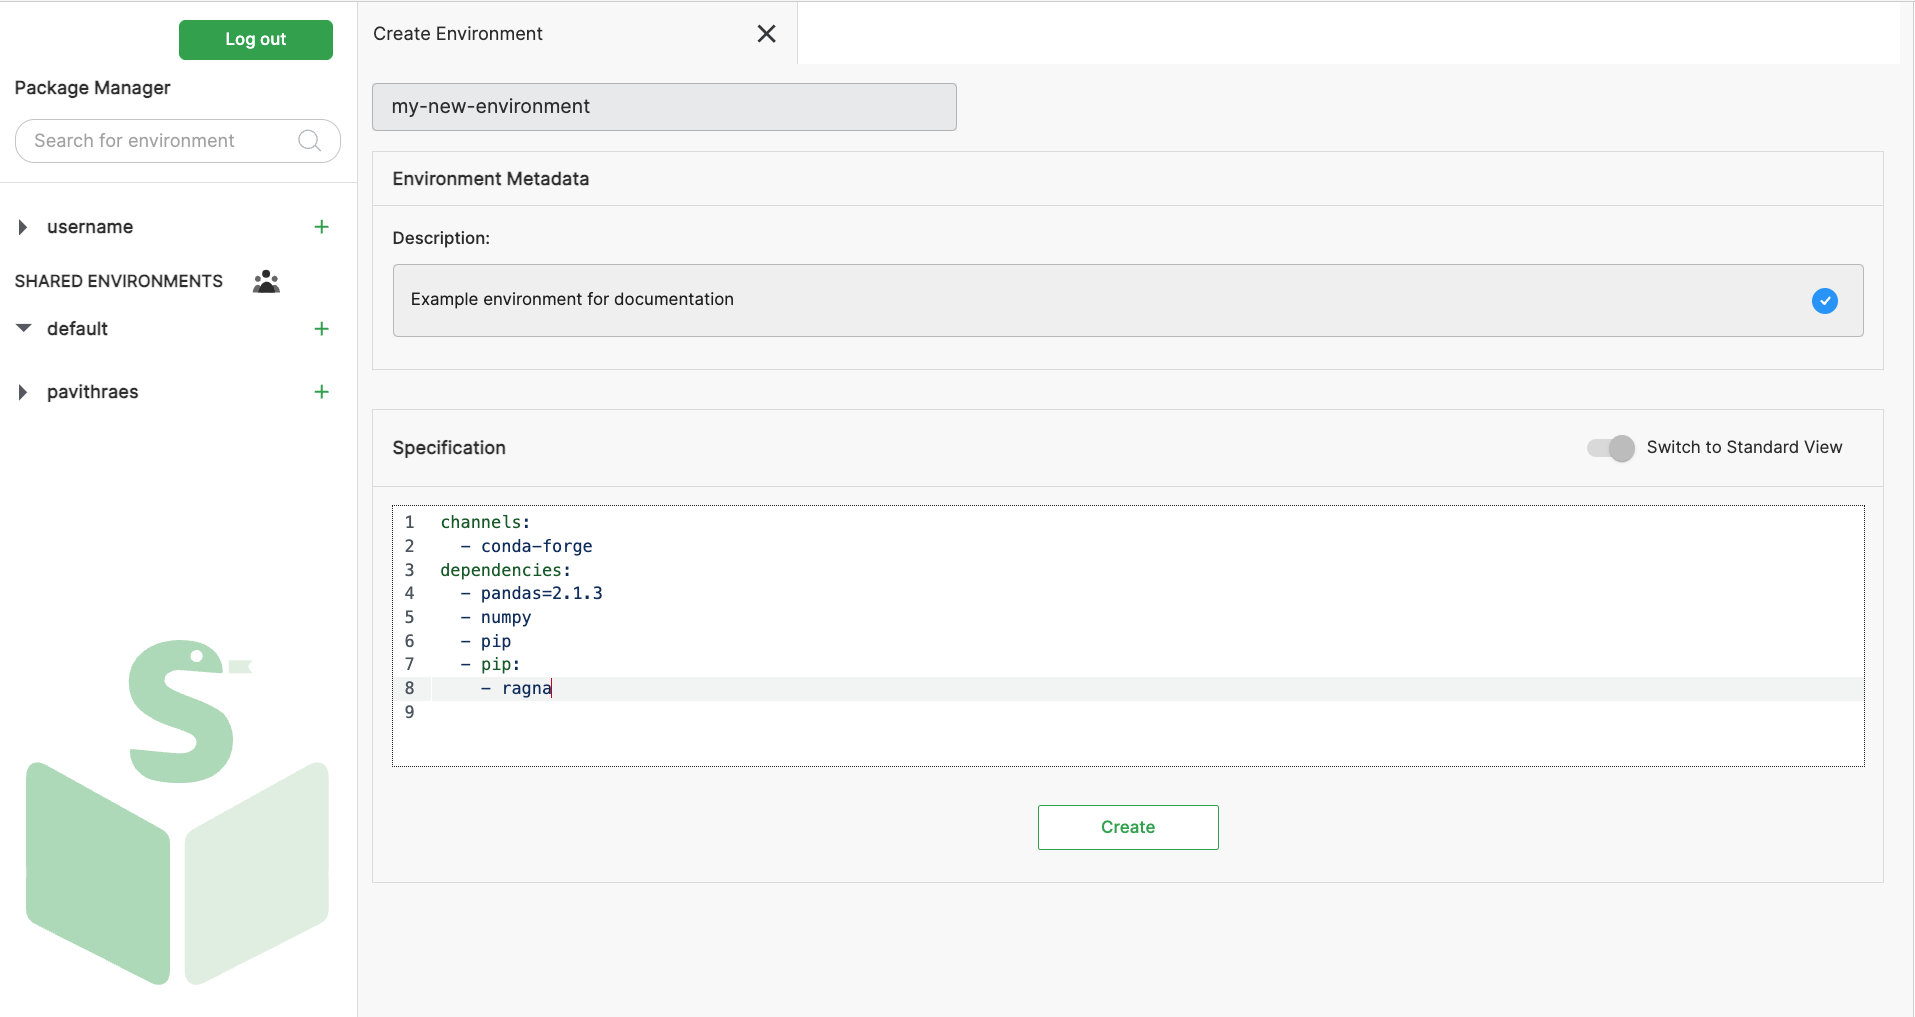 Log out
Package Manager
Search for environment
username +
SHARED ENVIRONMENTS
default +
pavithraes +
Create Environment
my-new-environment
Environment Metadata
Description:
Example environment for documentation
Specification
Switch to Standard View
1 channels:
2   - conda-forge
3 dependencies:
4   - pandas=2.1.3
5   - numpy
6   - pip
7   - pip:
8     - ragna
9
Create